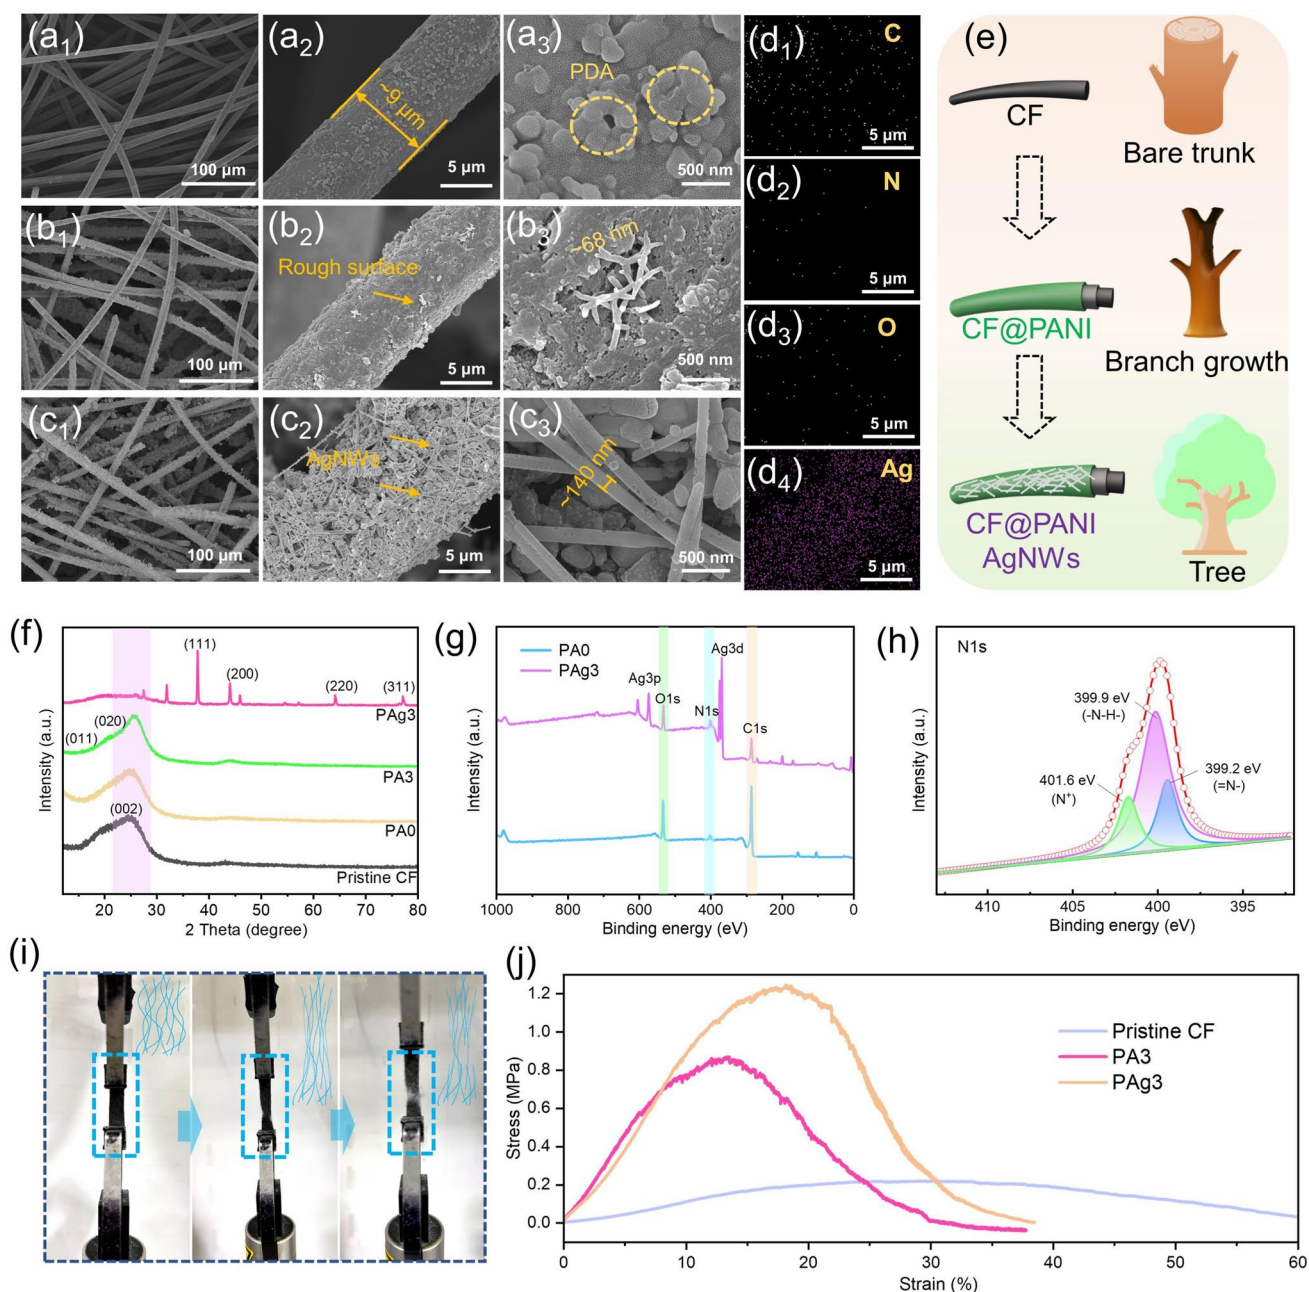 (a1)
100 μm
(a2)
~9 μm
5 μm
(a3)
PDA
500 nm
(b1)
100 μm
(b2)
Rough surface
5 μm
(b3)
~68 nm
500 nm
(c1)
100 μm
(c2)
AgNWs
5 μm
(c3)
~140 nm
500 nm
(d1)
C
5 μm
(d2)
N
5 μm
(d3)
O
5 μm
(d4)
Ag
5 μm
(e)
CF
Bare trunk
CF@PANI
Branch growth
CF@PANI
AgNWs
Tree
(f)
Intensity (a.u.)
(111)
(200)
(220)
(311)
PAg3
(020)
(011)
PA3
PA0
(002)
Pristine CF
20 30 40 50 60 70 80
2 Theta (degree)
(g)
Intensity (a.u.)
PA0
PAg3
Ag3p
O1s
N1s
Ag3d
C1s
1000 800 600 400 200 0
Binding energy (eV)
(h)
Intensity (a.u.)
N1s
399.9 eV
(-N-H-)
401.6 eV
(N+)
399.2 eV
(=N-)
410 405 400 395
Binding energy (eV)
(i)
(j)
Stress (MPa)
1.2
1.0
0.8
0.6
0.4
0.2
0.0
Pristine CF
PA3
PAg3
0 10 20 30 40 50 60
Strain (%)